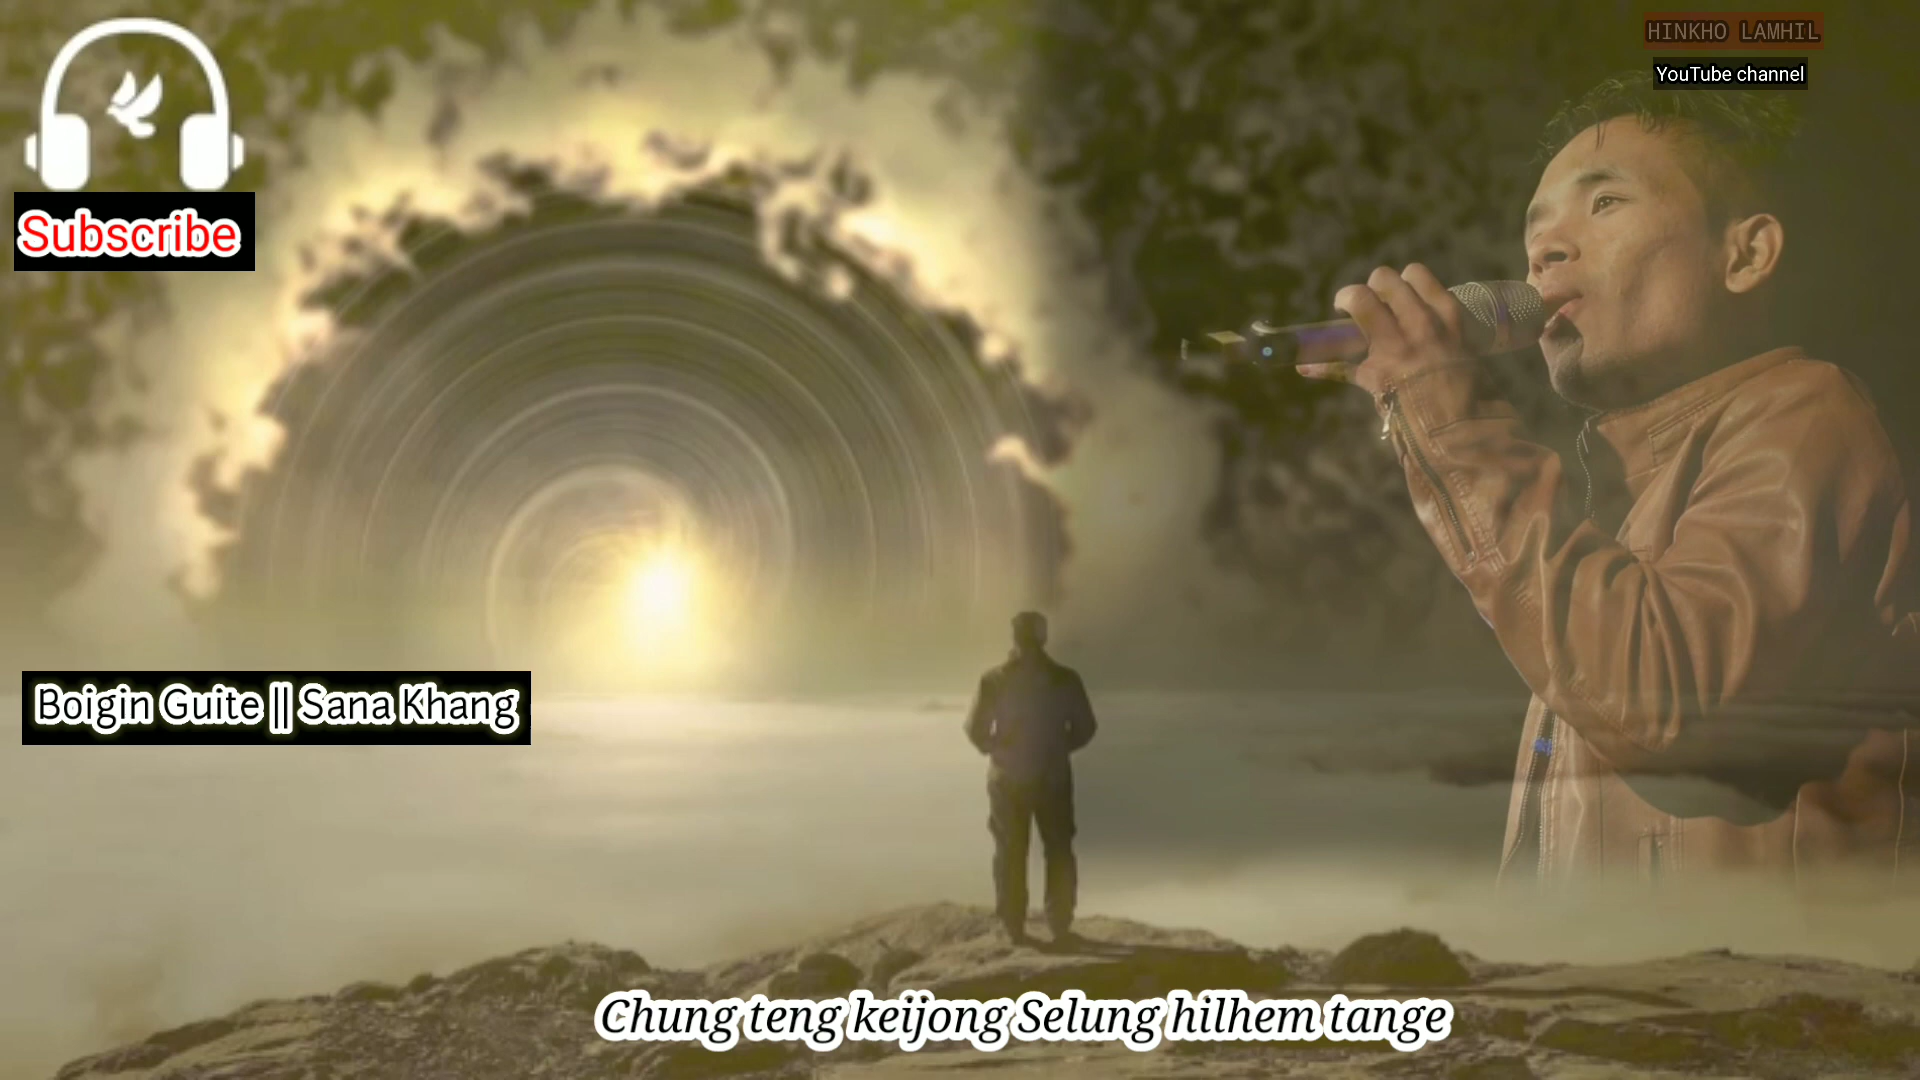 HINKHO LAMHIL
YouTube channel
Subscribe
Boigin Guite || Sana Khang
Chung teng keijong Selung hilhem tange